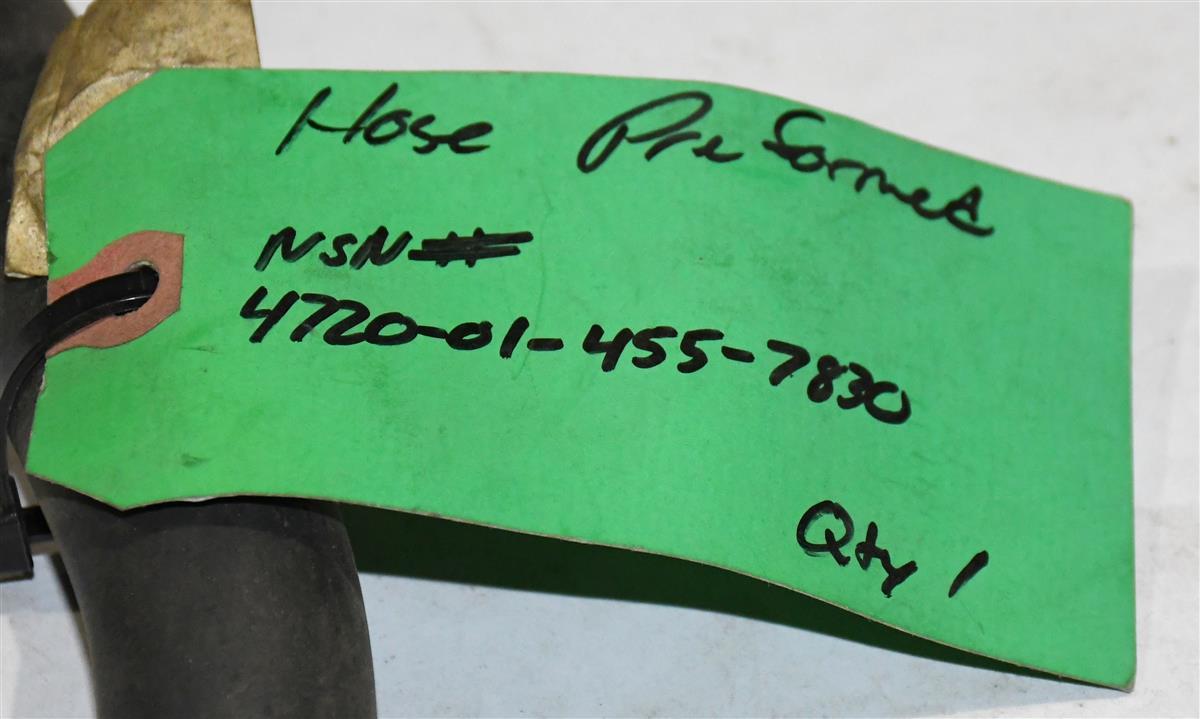 Hose Preformed
NSN#
4720-01-455-7830
Qty 1